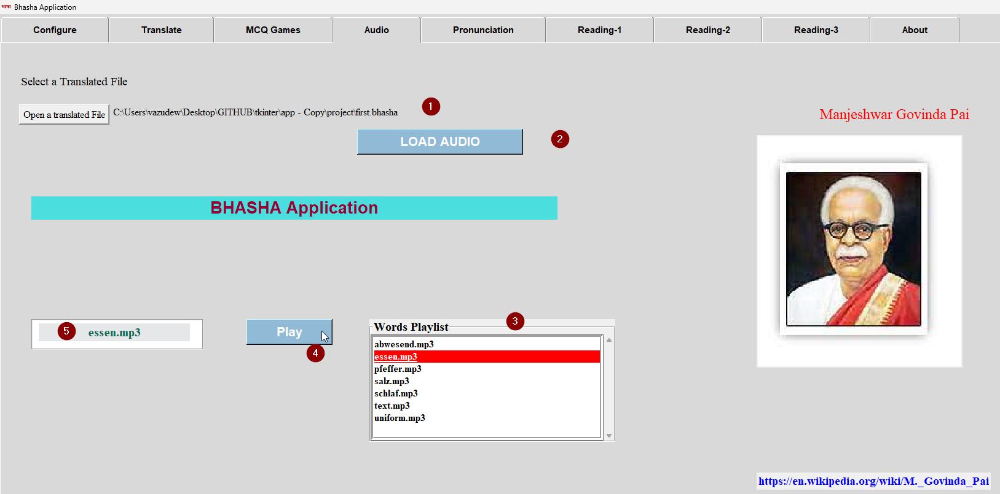 भाषा Bhasha Application
Configure Translate MCQ Games Audio Pronunciation Reading-1 Reading-2 Reading-3 About
Select a Translated File
Open a translated File C:\Users\vazudew\Desktop\GITHUB\tkinter\app - Copy\project\first.bhasha 1
Manjeshwar Govinda Pai
LOAD AUDIO 2
BHASHA Application
5 essen.mp3
Play
4
Words Playlist 3
abwesend.mp3
essen.mp3
pfeffer.mp3
salz.mp3
schlaf.mp3
text.mp3
uniform.mp3
https://en.wikipedia.org/wiki/M._Govinda_Pai